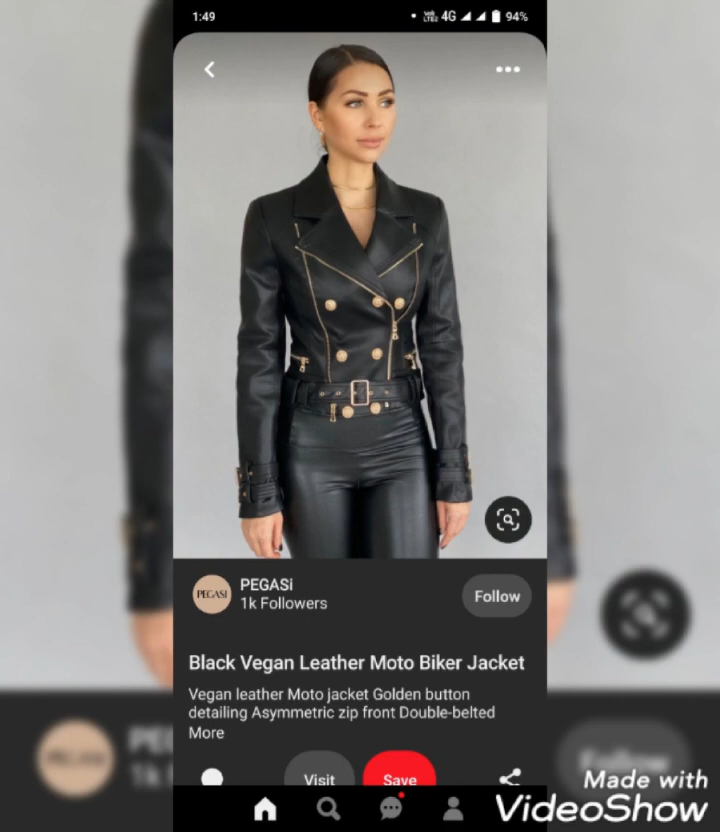 1:49
4G
94%
PEGASi
PEGASI
1k Followers
Follow
Black Vegan Leather Moto Biker Jacket
Vegan leather Moto jacket Golden button
detailing Asymmetric zip front Double-belted
More
Visit
Save
Made with
VideoShow